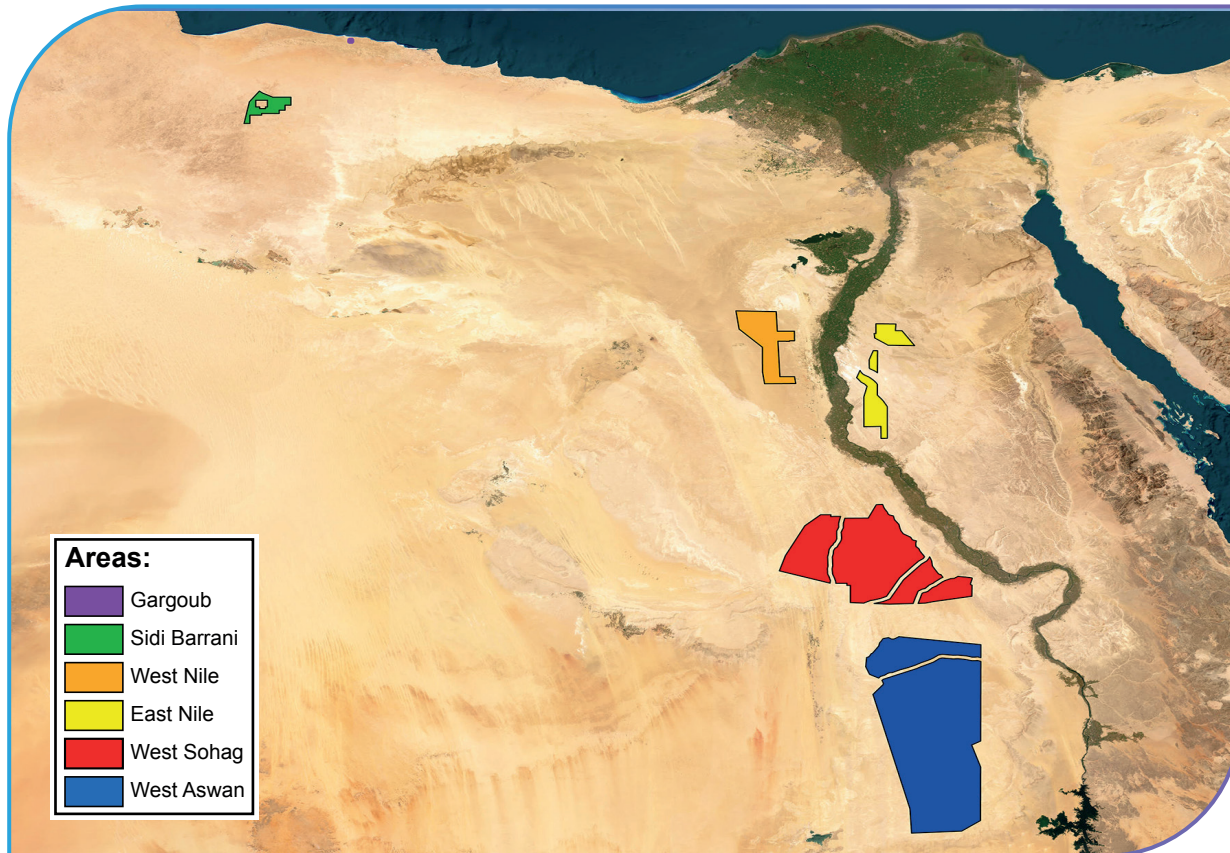 Areas:
Gargoub
Sidi Barrani
West Nile
East Nile
West Sohag
West Aswan